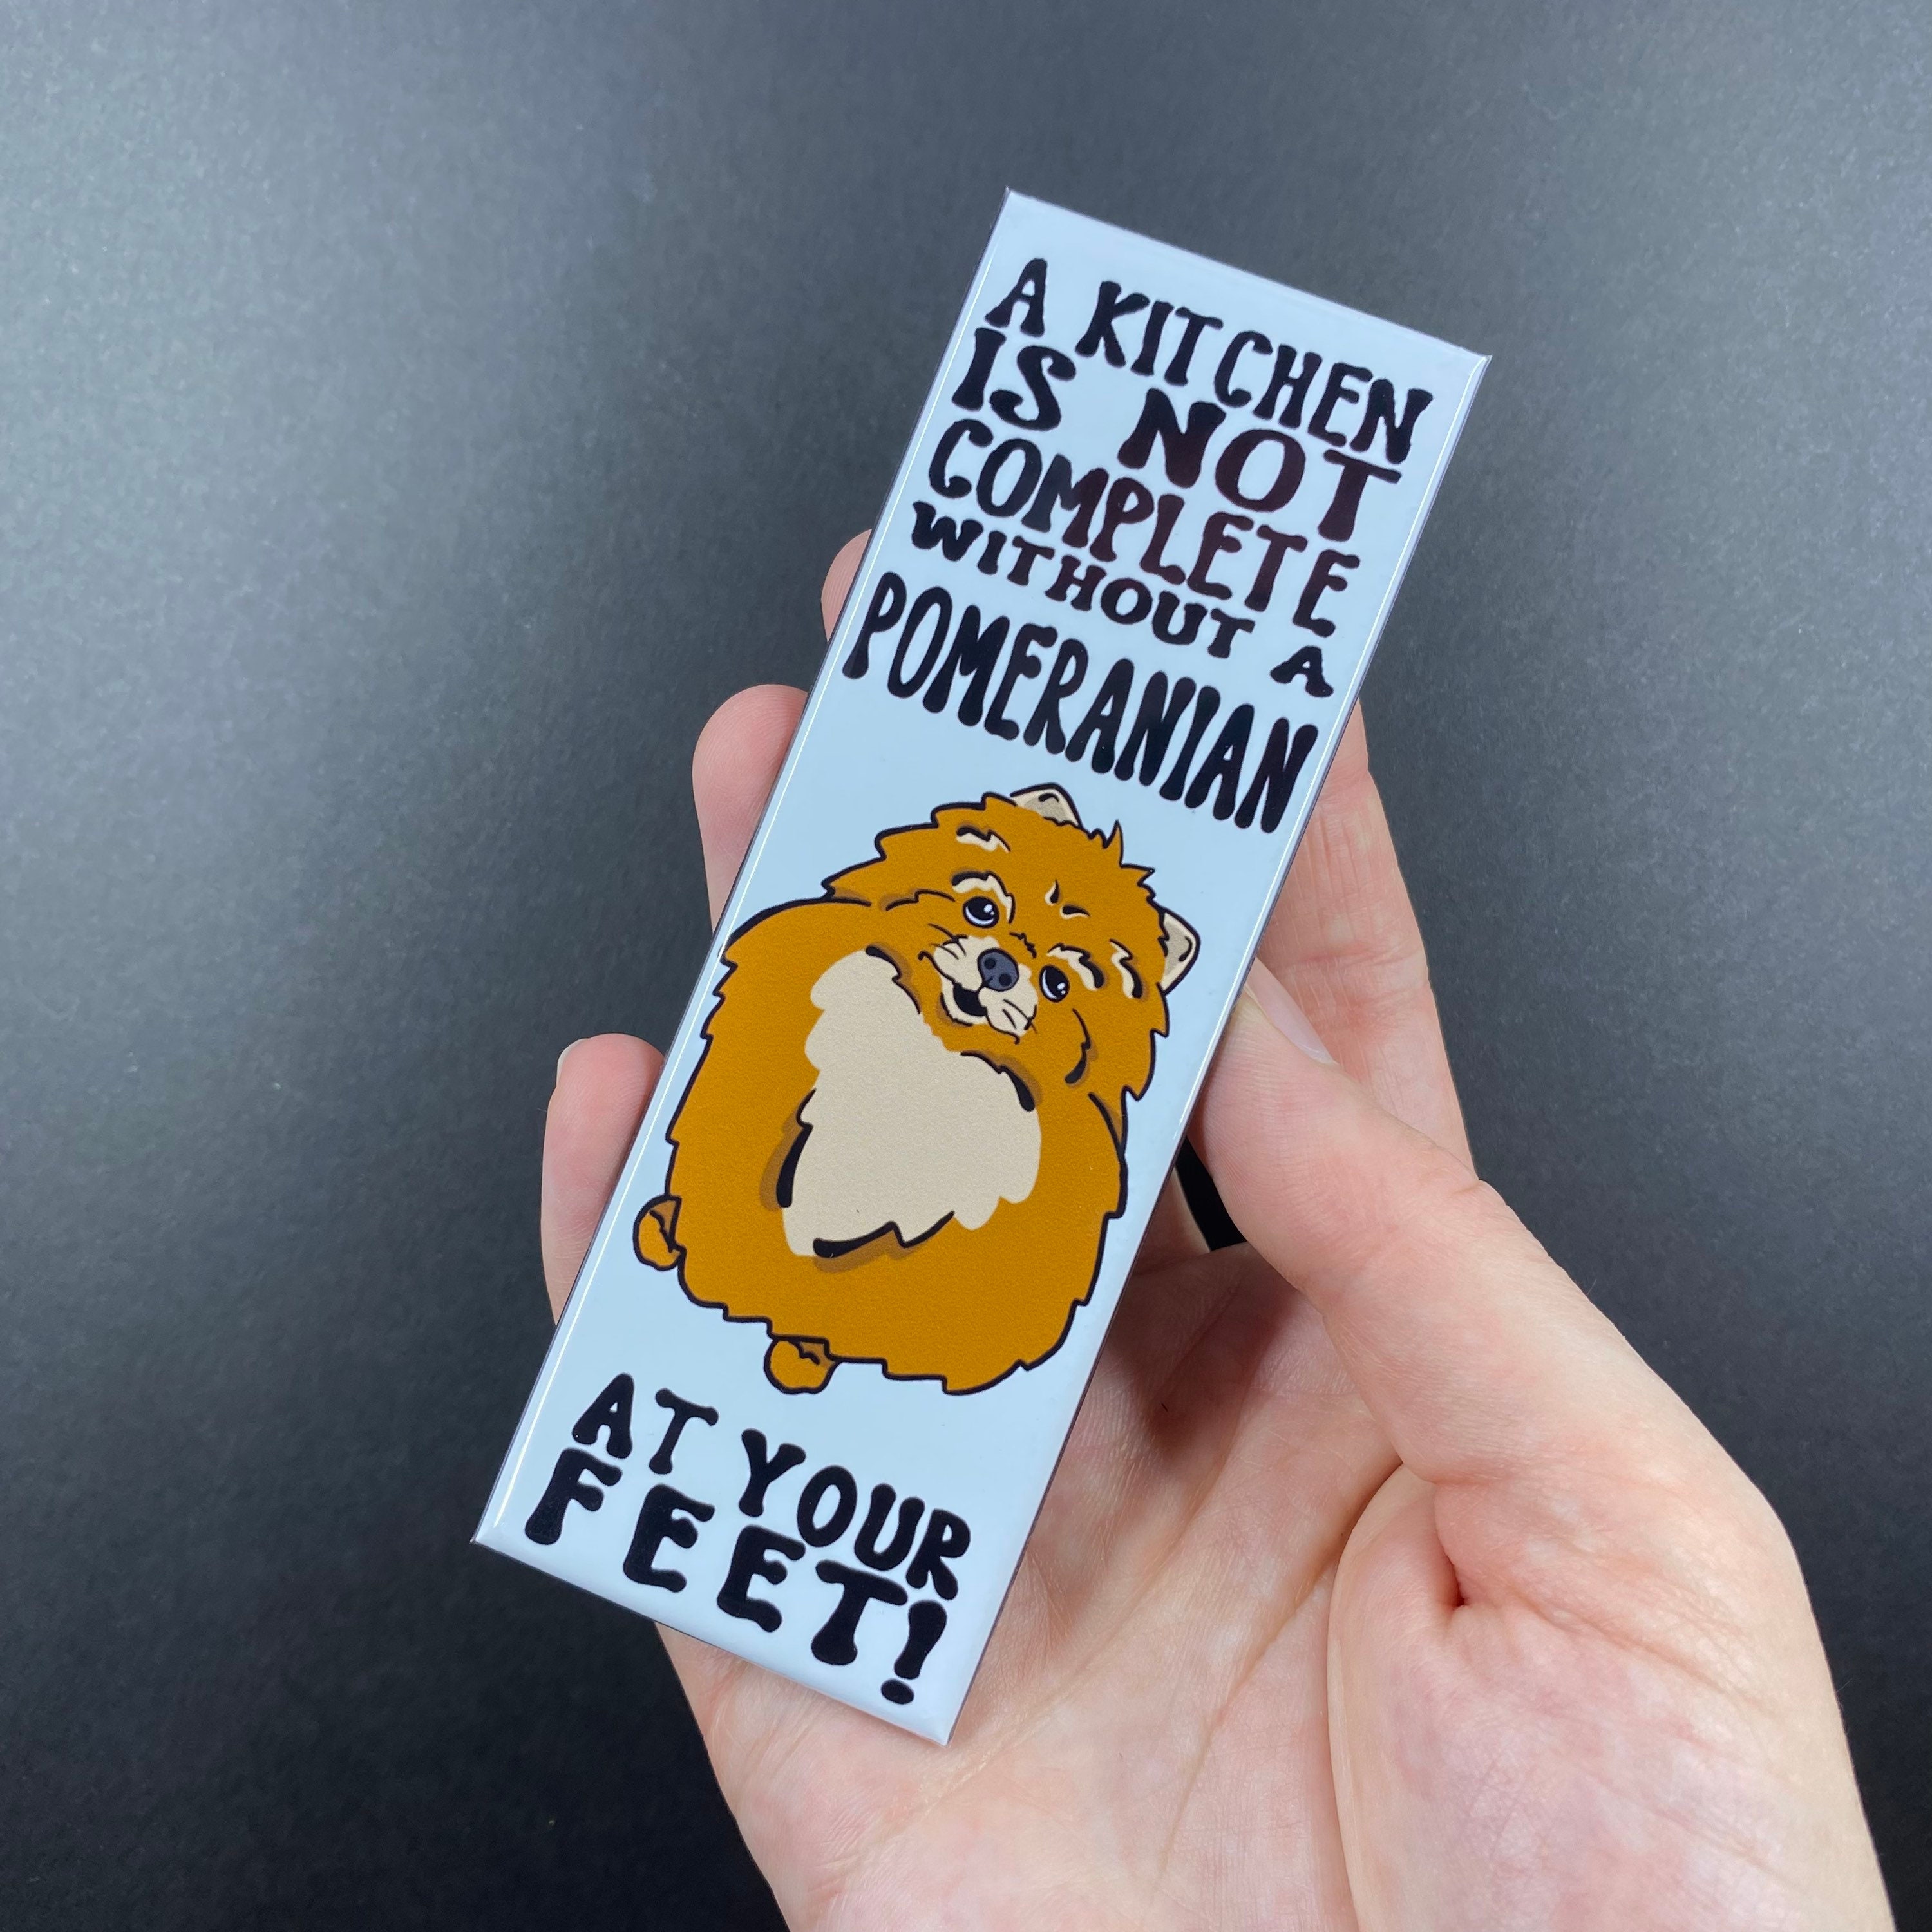 A KITCHEN
IS NOT
COMPLETE
WITHOUT A
POMERANIAN
AT YOUR
FEET!